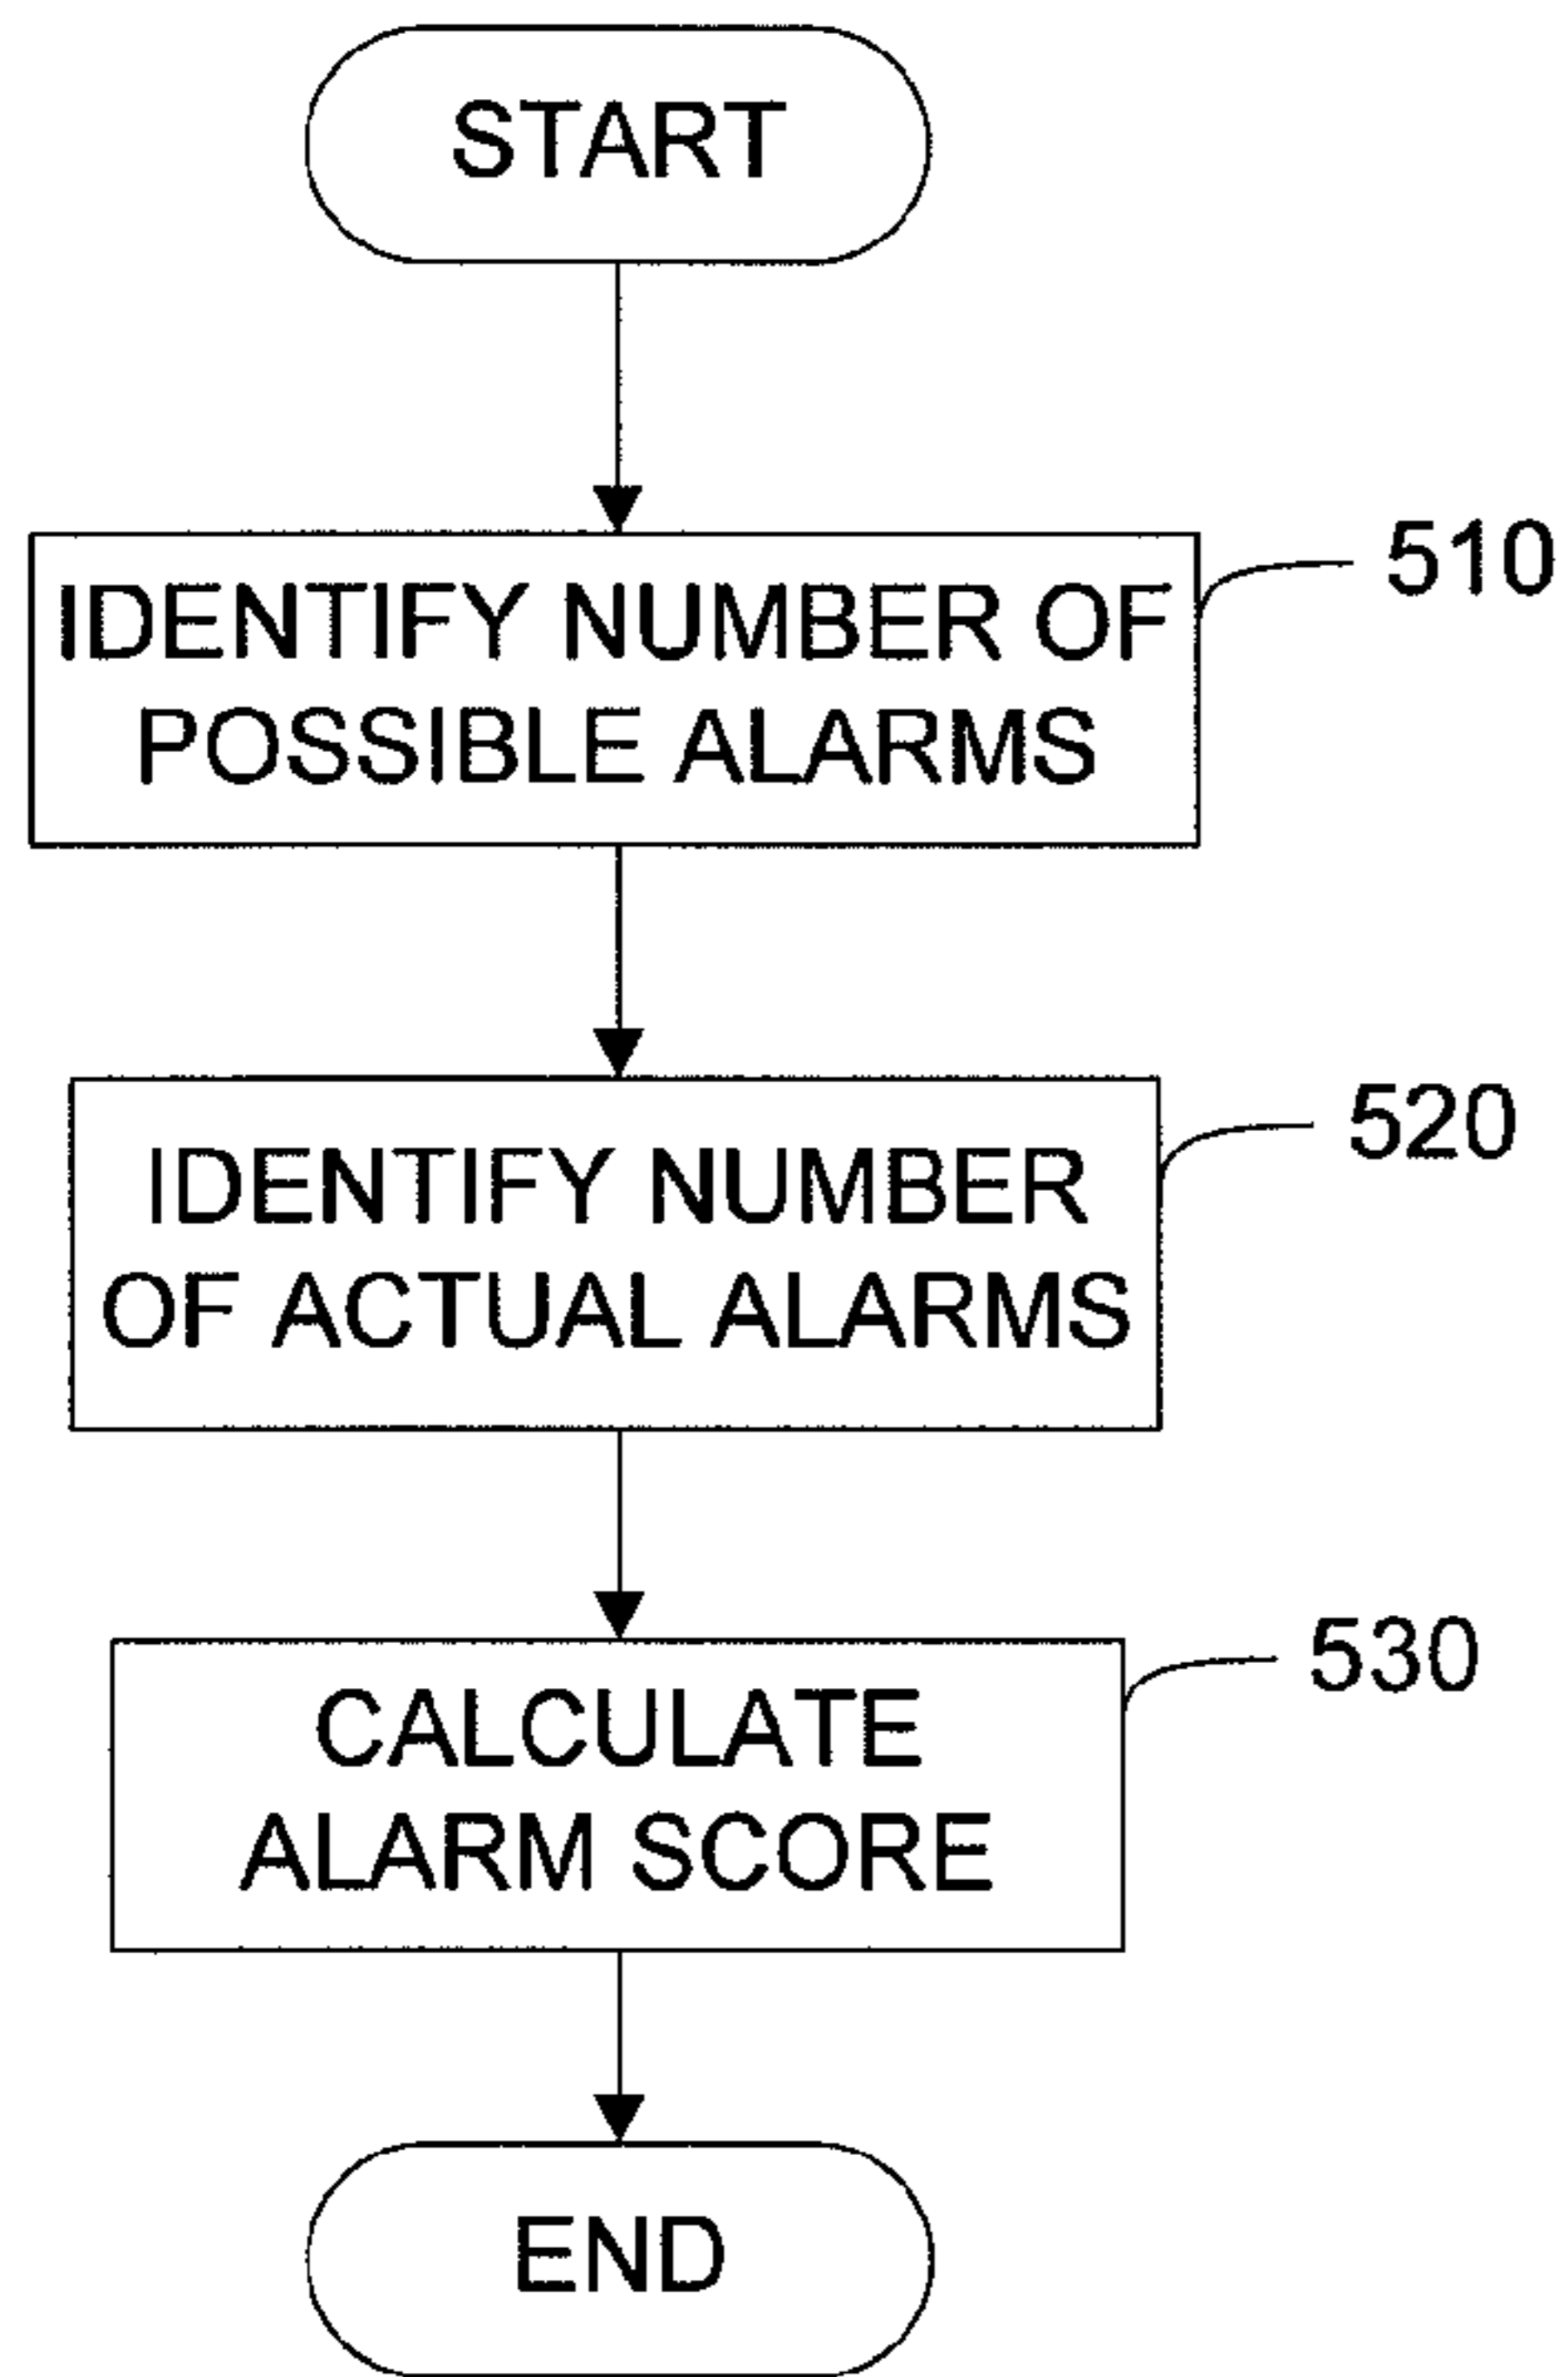 START
IDENTIFY NUMBER OF
POSSIBLE ALARMS
510
IDENTIFY NUMBER
OF ACTUAL ALARMS
520
CALCULATE
ALARM SCORE
530
END